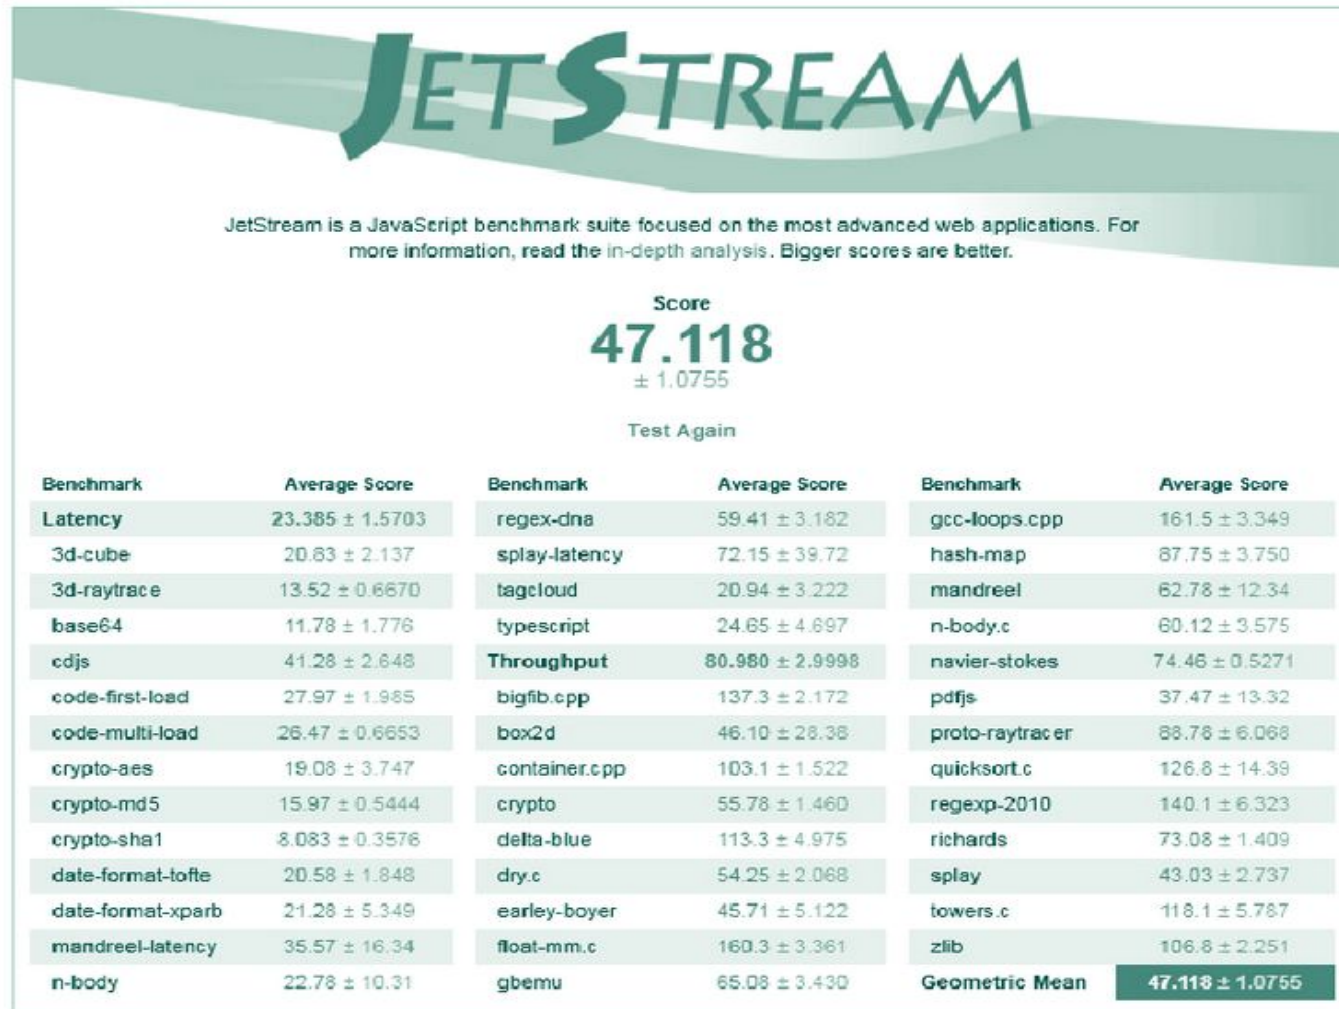 JETSTREAM
JetStream is a JavaScript benchmark suite focused on the most advanced web applications. For
more information, read the in-depth analysis. Bigger scores are better.
Score
47.118
± 1.0755
Test Again
Benchmark Average Score
Latency 23.385 ± 1.5703
3d-cube 20.83 ± 2.137
3d-raytrace 13.52 ± 0.6670
base64 11.78 ± 1.776
cdjs 41.28 ± 2.648
code-first-load 27.97 ± 1.985
code-multi-load 26.47 ± 0.6653
crypto-aes 19.08 ± 3.747
crypto-md5 15.97 ± 0.5444
crypto-sha1 8.083 ± 0.3576
date-format-tofte 20.58 ± 1.848
date-format-xparb 21.28 ± 5.349
mandreel-latency 35.57 ± 16.34
n-body 22.78 ± 10.31
Benchmark Average Score
regex-dna 59.41 ± 3.182
splay-latency 72.15 ± 39.72
tagcloud 20.94 ± 3.222
typescript 24.65 ± 4.697
Throughput 80.980 ± 2.9998
bigfib.cpp 137.3 ± 2.172
box2d 46.10 ± 28.38
container.cpp 103.1 ± 1.522
crypto 55.78 ± 1.460
delta-blue 113.3 ± 4.975
dry.c 54.25 ± 2.068
earley-boyer 45.71 ± 5.122
float-mm.c 160.3 ± 3.361
gbemu 65.08 ± 3.430
Benchmark Average Score
gcc-loops.cpp 161.5 ± 3.349
hash-map 87.75 ± 3.750
mandreel 62.78 ± 12.34
n-body.c 60.12 ± 3.575
navier-stokes 74.46 ± 0.5271
pdfjs 37.47 ± 13.32
proto-raytracer 88.78 ± 6.068
quicksort.c 126.8 ± 14.39
regexp-2010 140.1 ± 6.323
richards 73.08 ± 1.409
splay 43.03 ± 2.737
towers.c 118.1 ± 5.787
zlib 106.8 ± 2.251
Geometric Mean 47.118 ± 1.0755